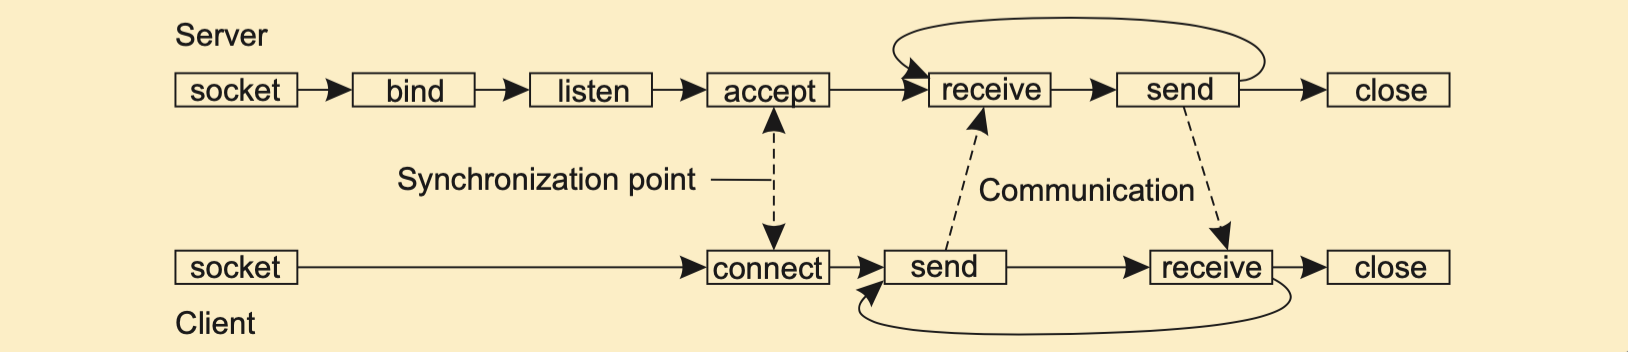 Server
socket bind listen accept receive send close
Synchronization point
Communication
socket connect send receive close
Client